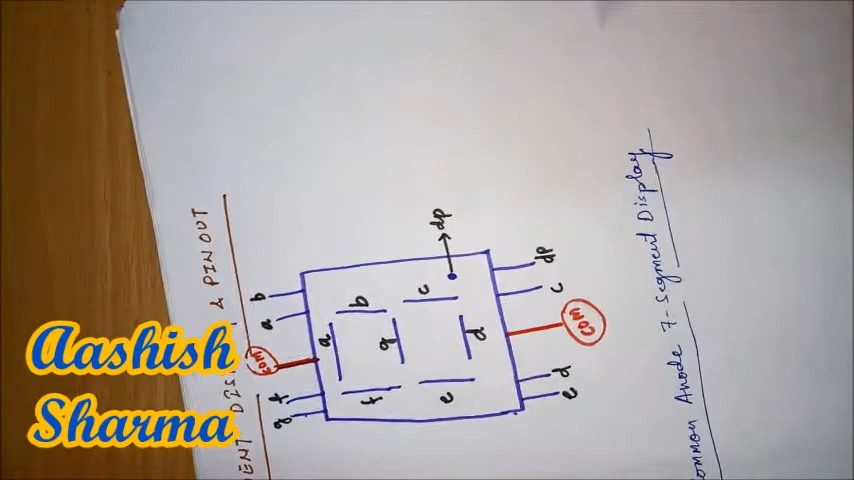 & PINOUT
dp
b
a
com
f
g
a
b
c
d
e
f
g
dp
c
COM
d
e
Common Anode 7-Segment Display
Aashish
Sharma